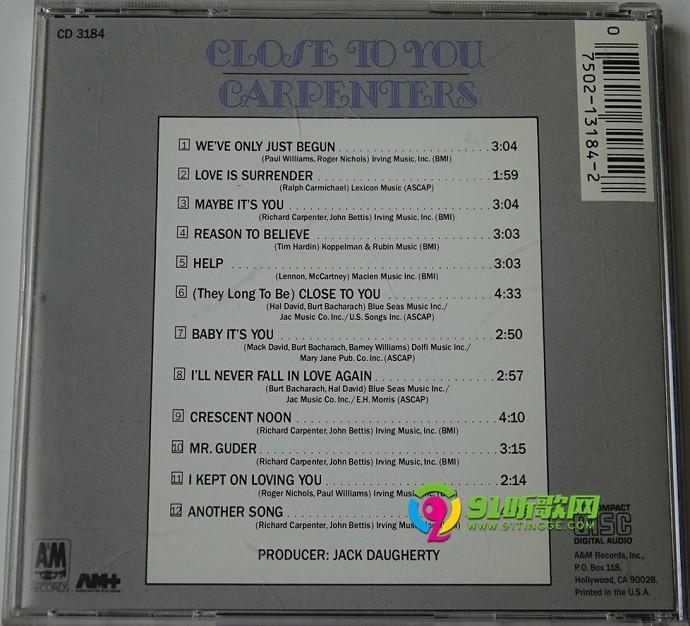 CD 3184
CLOSE TO YOU
CARPENTERS
0
7502-13184-2
1 WE'VE ONLY JUST BEGUN 3:04
(Paul Williams, Roger Nichols) Irving Music, Inc. (BMI)
2 LOVE IS SURRENDER 1:59
(Ralph Carmichael) Lexicon Music (ASCAP)
3 MAYBE IT'S YOU 3:04
(Richard Carpenter, John Bettis) Irving Music, Inc. (BMI)
4 REASON TO BELIEVE 3:03
(Tim Hardin) Koppelman & Rubin Music (BMI)
5 HELP 3:03
(Lennon, McCartney) Maclen Music Inc. (BMI)
6 (They Long To Be) CLOSE TO YOU 4:33
(Hal David, Burt Bacharach) Blue Seas Music Inc./
Jac Music Co. Inc./U.S. Songs Inc. (ASCAP)
7 BABY IT'S YOU 2:50
(Mack David, Burt Bacharach, Barney Williams) Dolfi Music Inc./
Mary Jane Pub. Co. Inc. (ASCAP)
8 I'LL NEVER FALL IN LOVE AGAIN 2:57
(Burt Bacharach, Hal David) Blue Seas Music Inc./
Jac Music Co. Inc./E.H. Morris (ASCAP)
9 CRESCENT NOON 4:10
(Richard Carpenter, John Bettis) Irving Music, Inc. (BMI)
10 MR. GUDER 3:15
(Richard Carpenter, John Bettis) Irving Music, Inc. (BMI)
11 I KEPT ON LOVING YOU 2:14
(Roger Nichols, Paul Williams) Irving
12 ANOTHER SONG
(Richard Carpenter, John Bettis) Irving
PRODUCER: JACK DAUGHERTY
91听歌网
WWW.91TINGGE.COM
A&M
RECORDS
AM+
COMPACT
DISC
DIGITAL AUDIO
A&M Records, Inc.,
P.O. Box 118,
Hollywood, CA 90028.
Printed in the U.S.A.